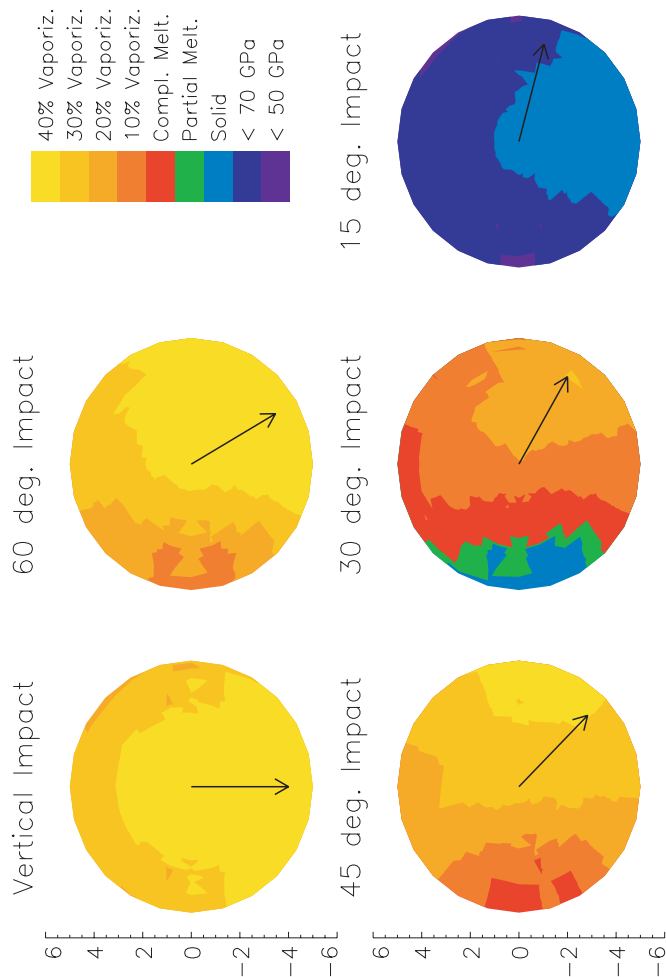 40% Vaporiz.
30% Vaporiz.
20% Vaporiz.
10% Vaporiz.
Compl. Melt.
Partial Melt.
Solid
< 70 GPa
< 50 GPa
Vertical Impact
60 deg. Impact
6
4
2
0
-2
-4
-6
45 deg. Impact
30 deg. Impact
15 deg. Impact
6
4
2
0
-2
-4
-6